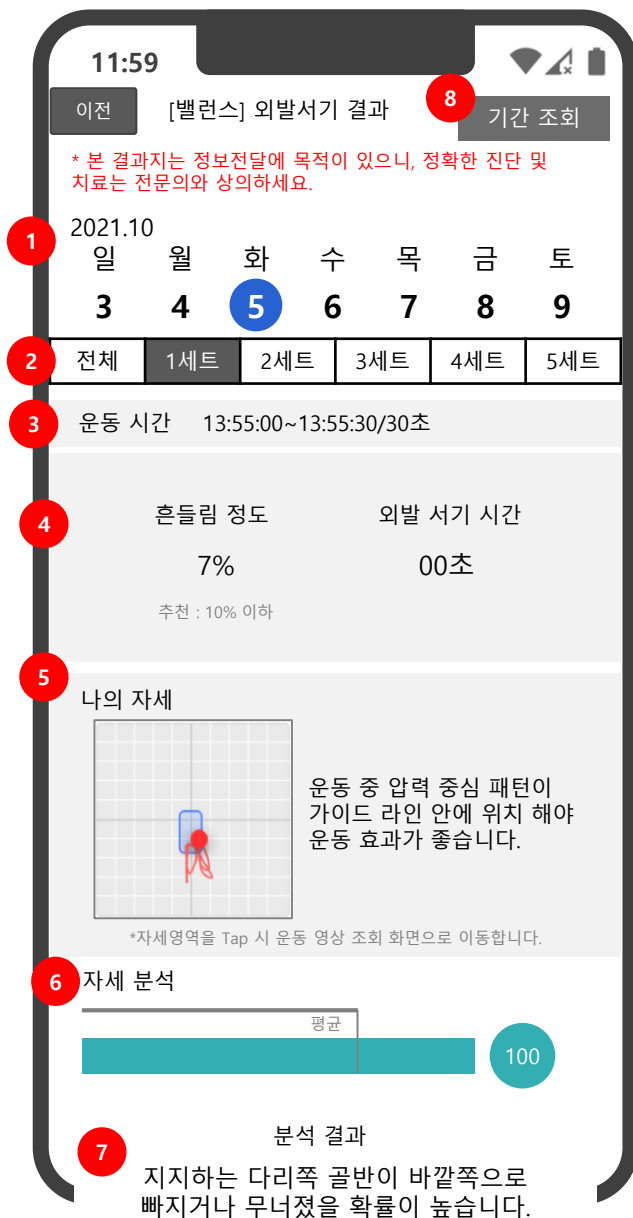 11:59
이전 [밸런스] 외발서기 결과 8 기간 조회
* 본 결과지는 정보전달에 목적이 있으니, 정확한 진단 및
치료는 전문의와 상의하세요.
1 2021.10
일 월 화 수 목 금 토
3 4 5 6 7 8 9
2 전체 1세트 2세트 3세트 4세트 5세트
3 운동 시간 13:55:00~13:55:30/30초
4 흔들림 정도 외발 서기 시간
7% 00초
추천 : 10% 이하
5
나의 자세
운동 중 압력 중심 패턴이
가이드 라인 안에 위치 해야
운동 효과가 좋습니다.
*자세영역을 Tap 시 운동 영상 조회 화면으로 이동합니다.
6 자세 분석
평균
100
분석 결과
7
지지하는 다리쪽 골반이 바깥쪽으로
빠지거나 무너졌을 확률이 높습니다.